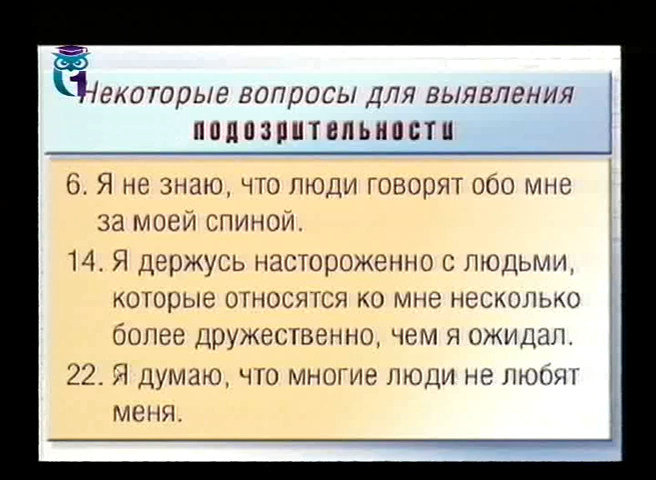 1
Некоторые вопросы для выявления
подозрительности
6. Я не знаю, что люди говорят обо мне
за моей спиной.
14. Я держусь настороженно с людьми,
которые относятся ко мне несколько
более дружественно, чем я ожидал.
22. Я думаю, что многие люди не любят
меня.